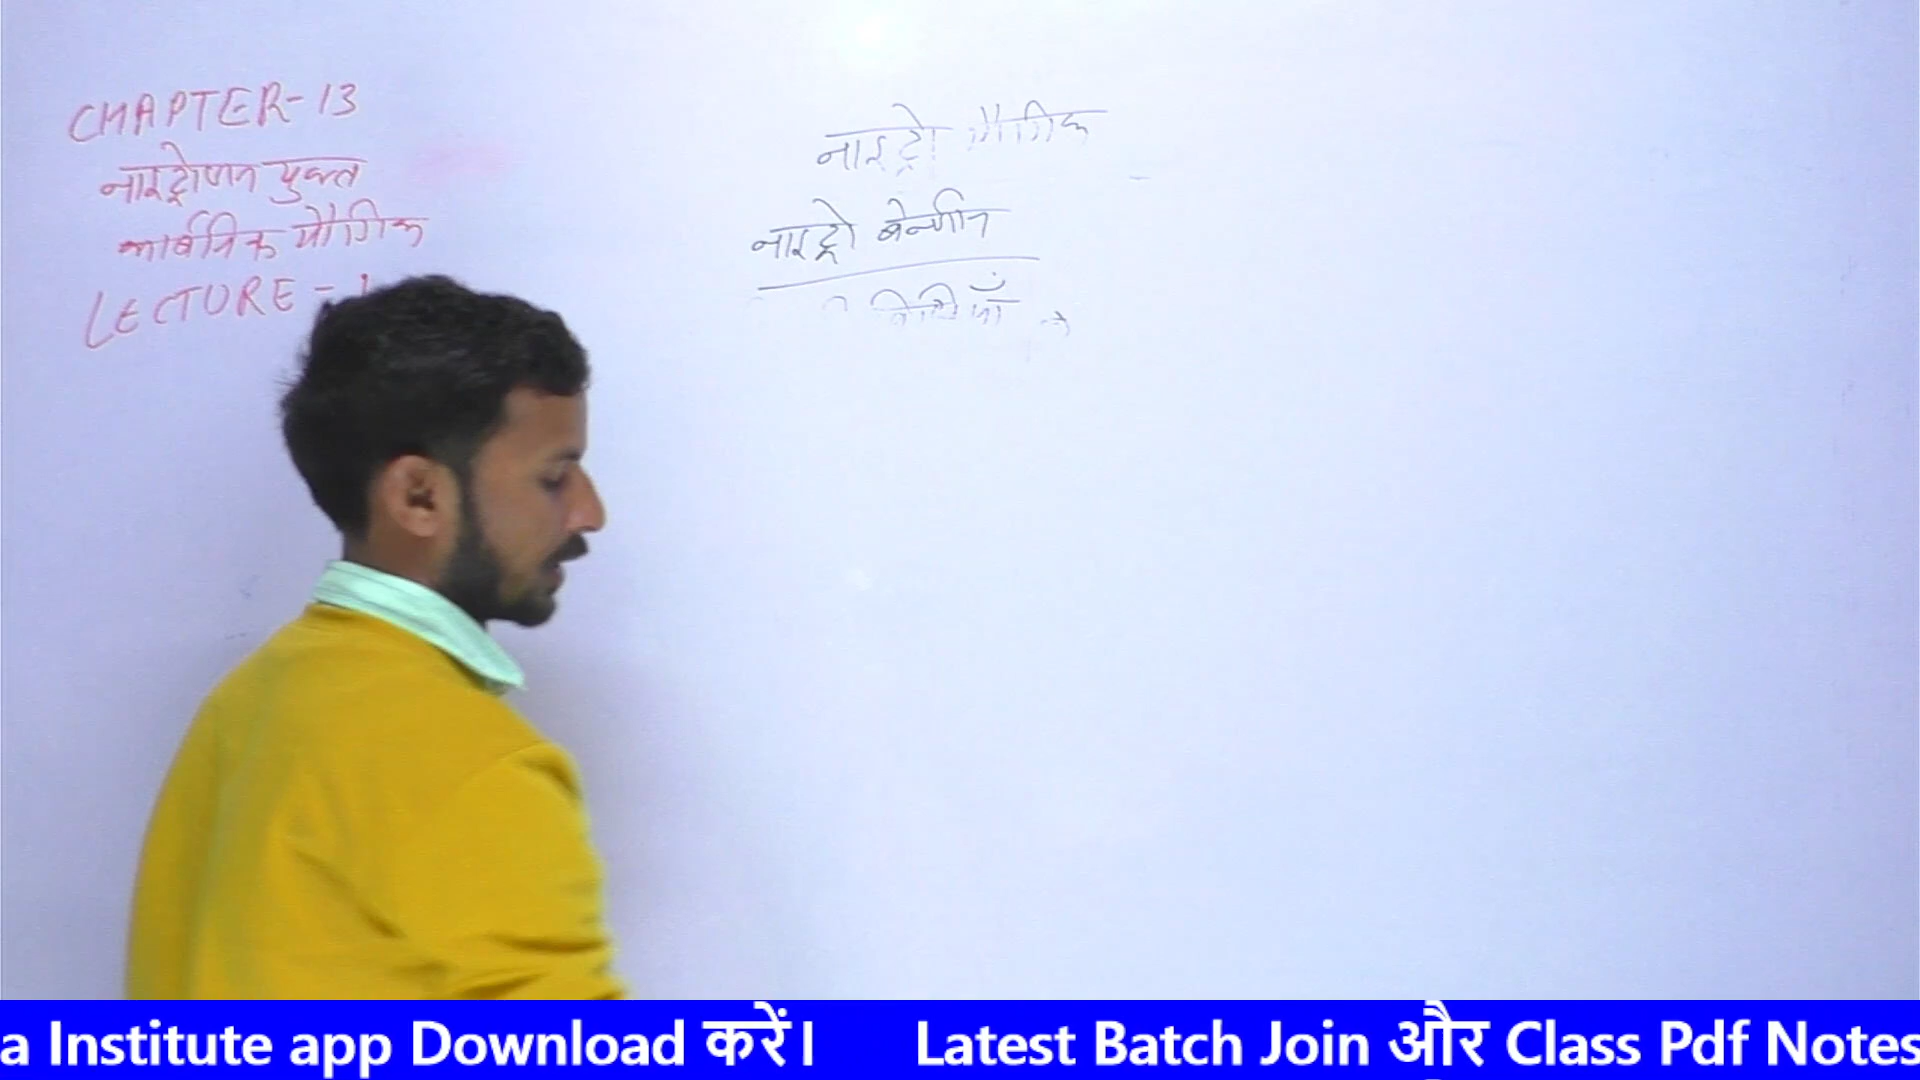 CHAPTER-13
नाइट्रोजन युक्त
कार्बनिक यौगिक
LECTURE -
नाइट्रो यौगिक
नाइट्रो बेन्जीन
विधियाँ
a Institute app Download करें। Latest Batch Join और Class Pdf Notes